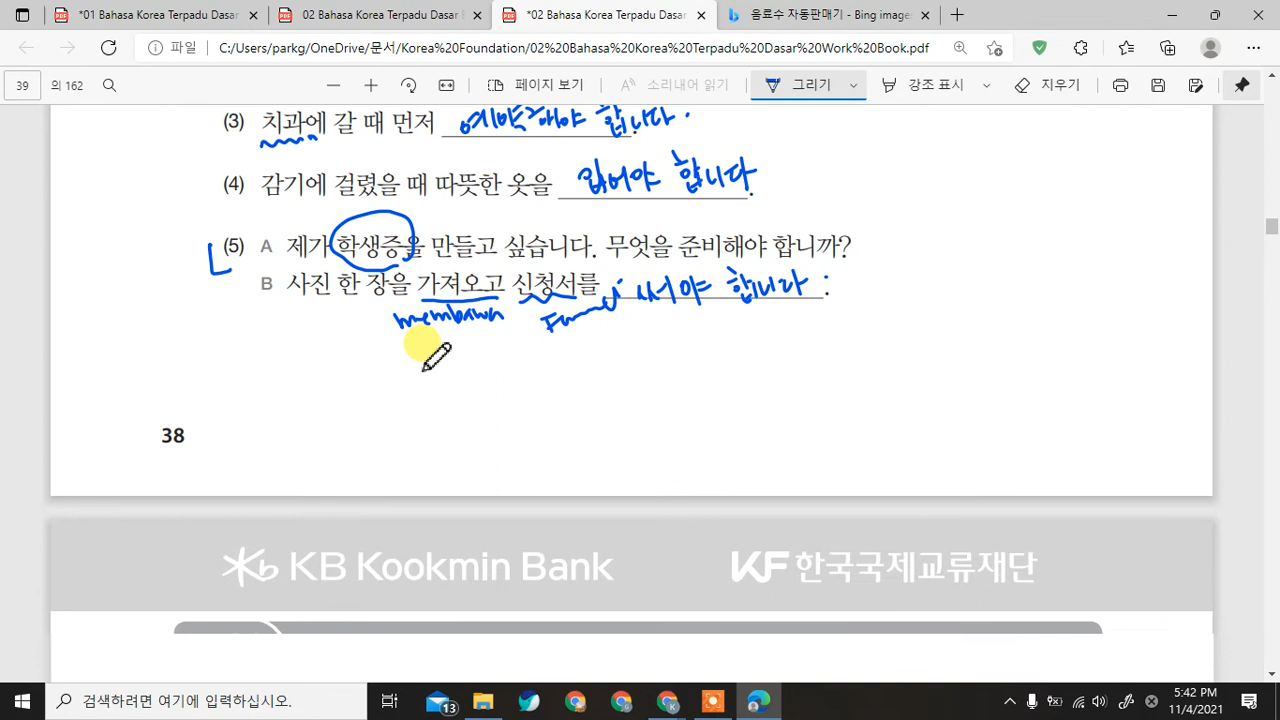 *01 Bahasa Korea Terpadu Dasar
02 Bahasa Korea Terpadu Dasar
*02 Bahasa Korea Terpadu Dasar
음료수 자동판매기 - Bing image
파일 C:/Users/parkg/OneDrive/문서/Korea%20Foundation/02%20Bahasa%20Korea%20Terpadu%20Dasar%20Work%20Book.pdf
39 의 162 페이지 보기 소리내어 읽기 그리기 강조 표시 지우기
(3) 치과에 갈 때 먼저 예약해야 합니다.
(4) 감기에 걸렸을 때 따뜻한 옷을 입어야 합니다.
(5) A 제가 학생증을 만들고 싶습니다. 무엇을 준비해야 합니까?
B 사진 한 장을 가져오고 신청서를 써야 합니다.
membawa
38
KB Kookmin Bank KF 한국국제교류재단
검색하려면 여기에 입력하십시오.
13
5:42 PM
11/4/2021